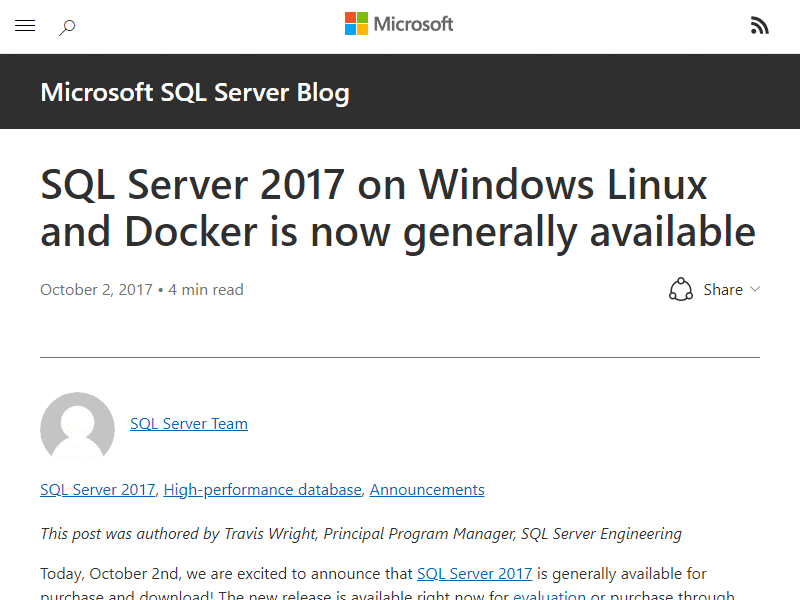 Microsoft
Microsoft SQL Server Blog
SQL Server 2017 on Windows Linux
and Docker is now generally available
October 2, 2017 • 4 min read
Share
SQL Server Team
SQL Server 2017, High-performance database, Announcements
This post was authored by Travis Wright, Principal Program Manager, SQL Server Engineering
Today, October 2nd, we are excited to announce that SQL Server 2017 is generally available for
purchase and download! The new release is available right now for evaluation or purchase through